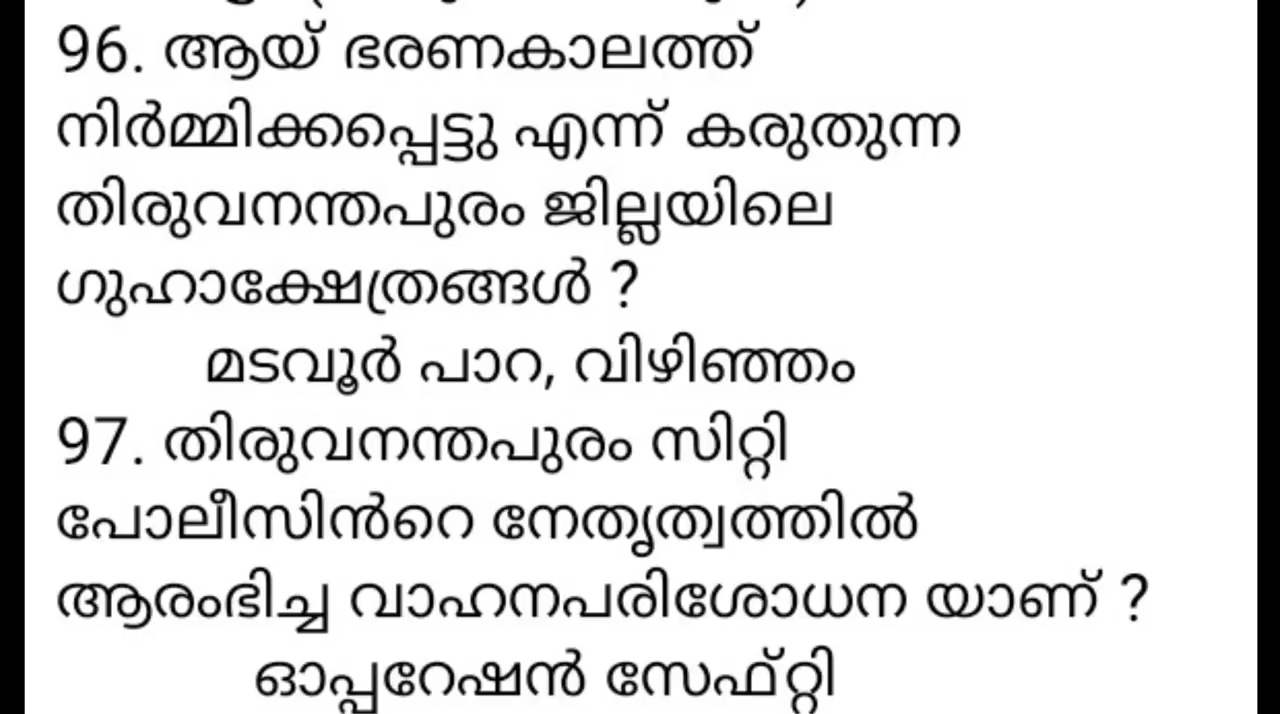 96. ആയ് ഭരണകാലത്ത്
നിർമ്മിക്കപ്പെട്ടു എന്ന് കരുതുന്ന
തിരുവനന്തപുരം ജില്ലയിലെ
ഗുഹാക്ഷേത്രങ്ങൾ ?
മടവൂർ പാറ, വിഴിഞ്ഞം
97. തിരുവനന്തപുരം സിറ്റി
പോലീസിൻറെ നേതൃത്വത്തിൽ
ആരംഭിച്ച വാഹനപരിശോധന യാണ് ?
ഓപ്പറേഷൻ സേഫ്റ്റി